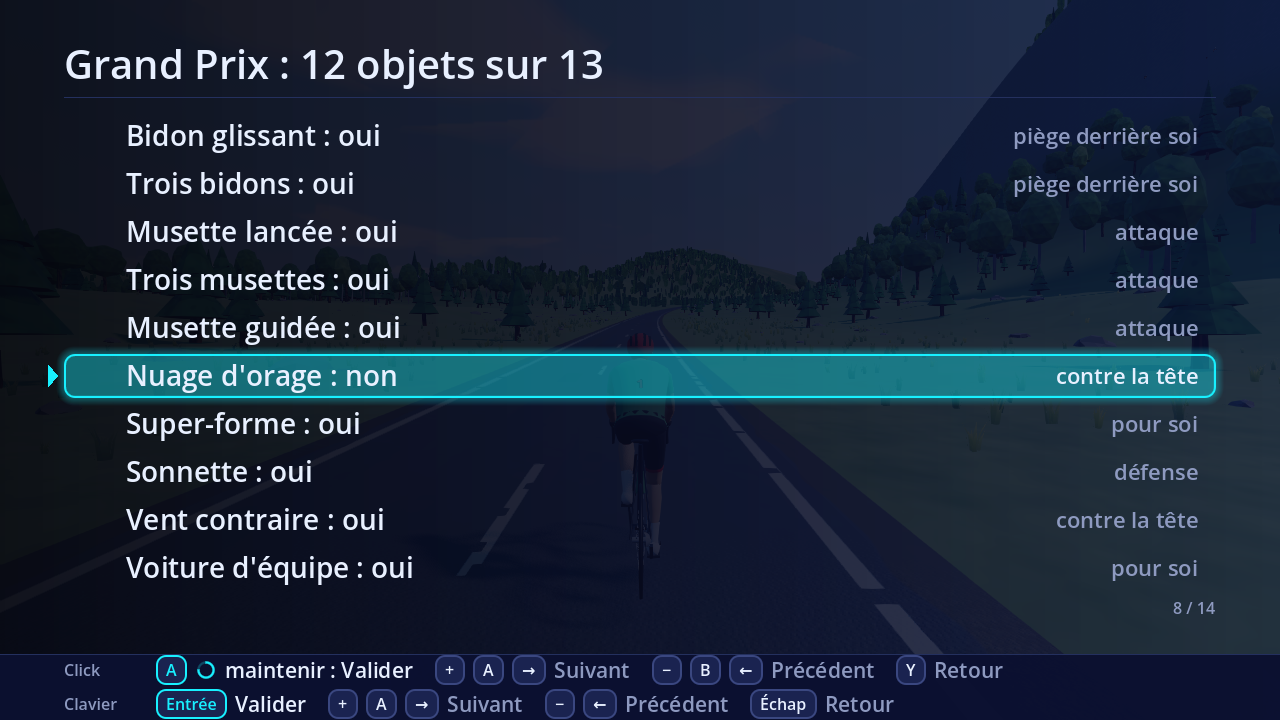 Grand Prix : 12 objets sur 13
Bidon glissant : oui piège derrière soi
Trois bidons : oui piège derrière soi
Musette lancée : oui attaque
Trois musettes : oui attaque
Musette guidée : oui attaque
Nuage d'orage : non contre la tête
Super-forme : oui pour soi
Sonnette : oui défense
Vent contraire : oui contre la tête
Voiture d'équipe : oui pour soi
8 / 14
Click A maintenir : Valider + A → Suivant − B ← Précédent Y Retour
Clavier Entrée Valider + A → Suivant − ← Précédent Échap Retour